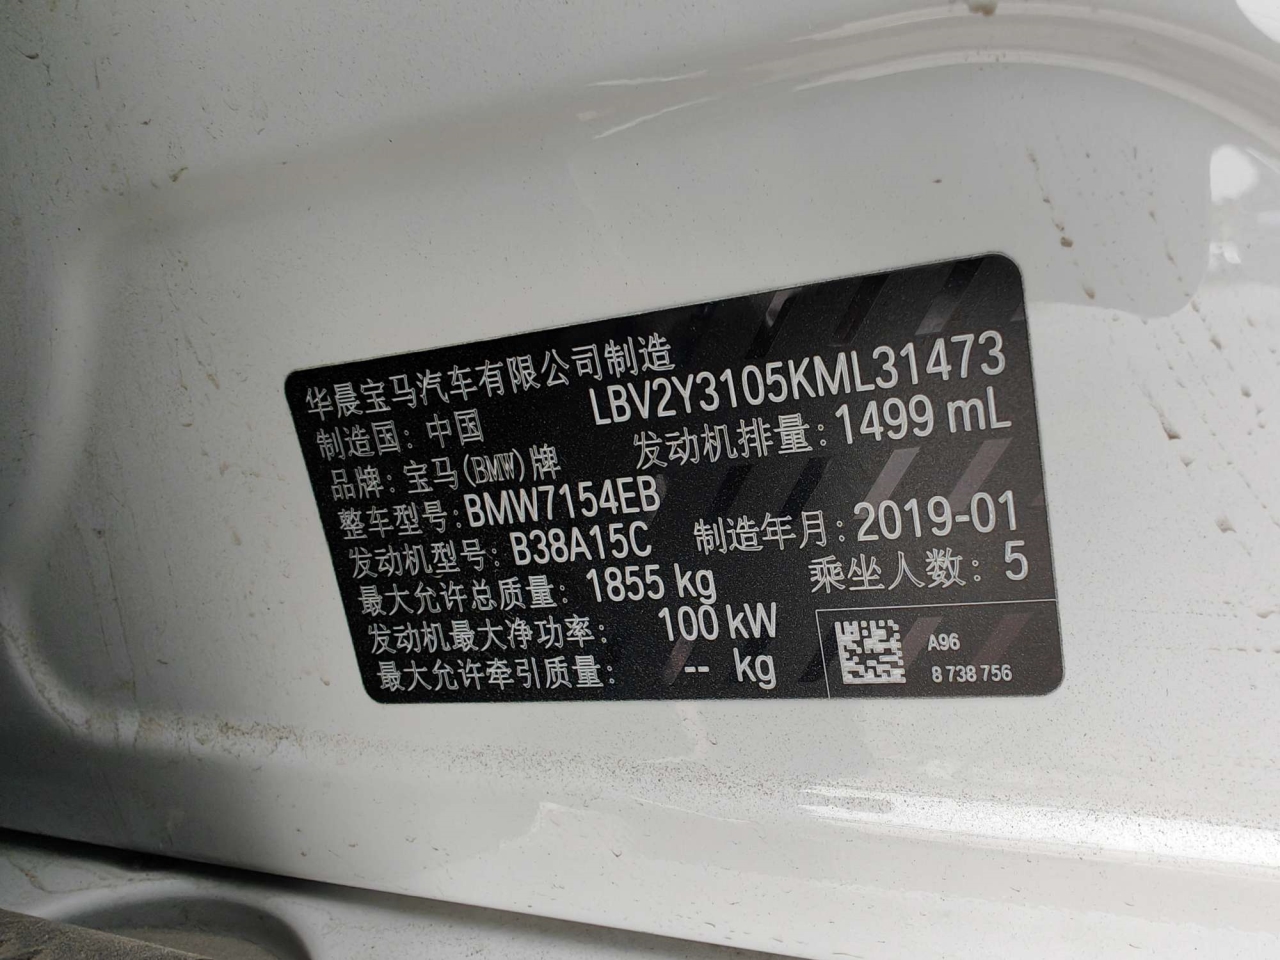 华晨宝马汽车有限公司制造
制造国：中国 LBV2Y3105KML31473
品牌：宝马(BMW)牌 发动机排量：1499 mL
整车型号：BMW7154EB
发动机型号：B38A15C 制造年月：2019-01
最大允许总质量：1855 kg 乘坐人数：5
发动机最大净功率：100 kW
最大允许牵引质量：-- kg
A96
8 738 756